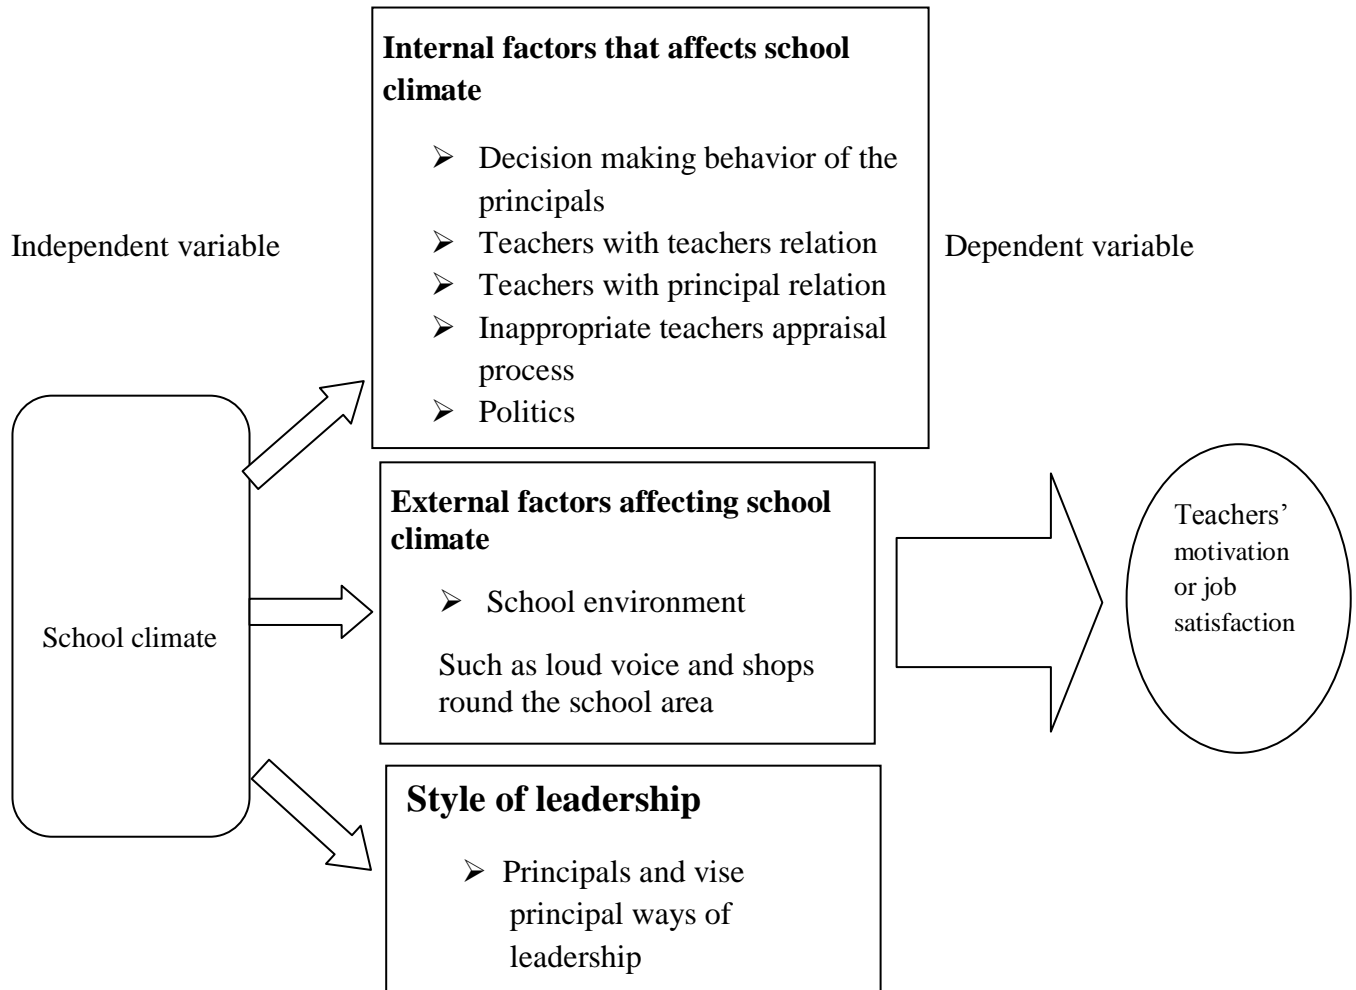 Internal factors that affects school
climate
➢ Decision making behavior of the
principals
Independent variable
➢ Teachers with teachers relation
Dependent variable
➢ Teachers with principal relation
➢ Inappropriate teachers appraisal
process
➢ Politics
School climate
External factors affecting school
climate
➢ School environment
Such as loud voice and shops
round the school area
Style of leadership
➢ Principals and vise
principal ways of
leadership
Teachers’
motivation
or job
satisfaction